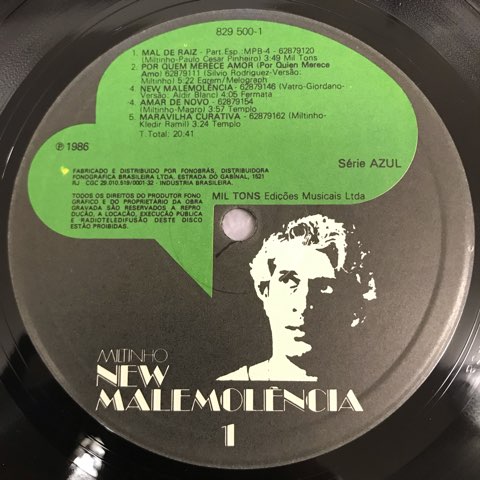 829 500-1
1. MAL DE RAIZ - Part. Esp.: MPB-4 - 62879120
(Miltinho-Paulo Cesar Pinheiro) 3:49 Mil Tons
2. POR QUEM MERECE AMOR (Por Quien Merece
Amo) 62879111 (Silvio Rodriguez-Versão:
Miltinho) 5:22 Egrem/Melograph
4. NEW MALEMOLÊNCIA - 62879146 (Vatro-Giordano-
Versão: Aldir Blanc) 4:05 Fermata
4. AMAR DE NOVO - 62879154
(Miltinho-Magro) 3:57 Templo
5. MARAVILHA CURATIVA - 62879162 (Miltinho-
Kledir Ramil) 3:24 Templo
T. Total: 20:41
℗ 1986
Série AZUL
FABRICADO E DISTRIBUIDO POR FONOBRÁS, DISTRIBUIDORA
FONOGRÁFICA BRASILEIRA LTDA, ESTRADA DO GABINAL, 1521
RJ CGC 29.010.519/0001-32 - INDUSTRIA BRASILEIRA.
TODOS OS DIREITOS DO PRODUTOR FONO
GRÁFICO E DO PROPRIETÁRIO DA OBRA
GRAVADA SÃO RESERVADOS A REPRO
DUÇÃO, A LOCAÇÃO, EXECUÇÃO PÚBLICA
E RADIOTELEDIFUSÃO DESTE DISCO
ESTÃO PROIBIDAS.
MIL TONS Edicões Musicais Ltda
MILTINHO
NEW
MALEMOLÊNCIA
1